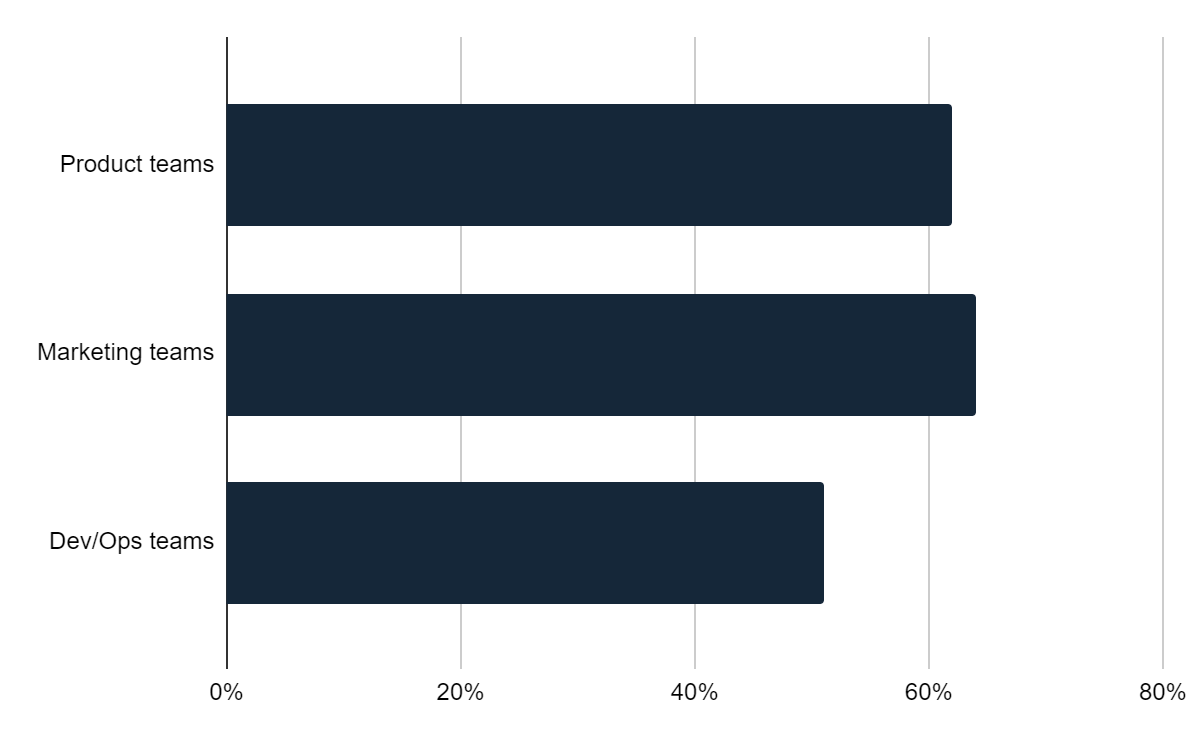 Product teams
Marketing teams
Dev/Ops teams
0% 20% 40% 60% 80%